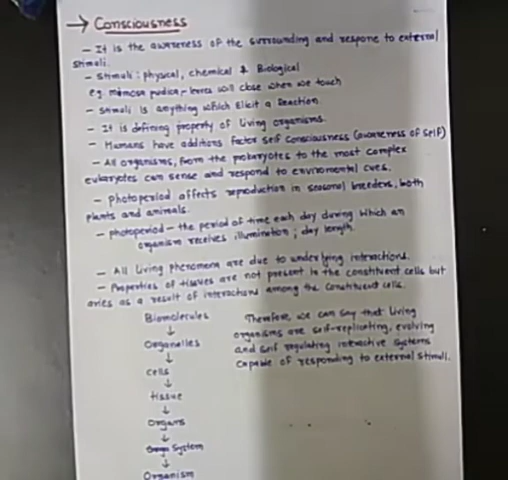 → Consciousness
- It is the awareness of the surrounding and respone to external
stimuli.
- Stimuli: physical, chemical & Biological
e.g. mimosa pudica - leaves will close when we touch
- Stimuli is anything which Elicit a Reaction.
- It is defining property of living organisms.
- Humans have additions factor self Consciousness (awareness of self)
- All organisms, from the prokaryotes to the most complex
eukaryotes can sense and respond to enviromental cues.
- Photoperiod affects reproduction in seasonal breeders, both
plants and animals.
- photoperiod - the period of time each day during which an
organism receives illumination; day length.
- All living phenomena are due to underlying interactions.
- Properties of tissues are not present in the constituent cells but
aries as a result of interactions among the constituent cells.
Biomolecules
↓
Organelles
↓
cells
↓
tissue
↓
Organs
↓
System
↓
Organism
Therefore, we can say that living
organisms are self-replicating, evolving
and self regulating interactive systems
capable of responding to external stimuli.